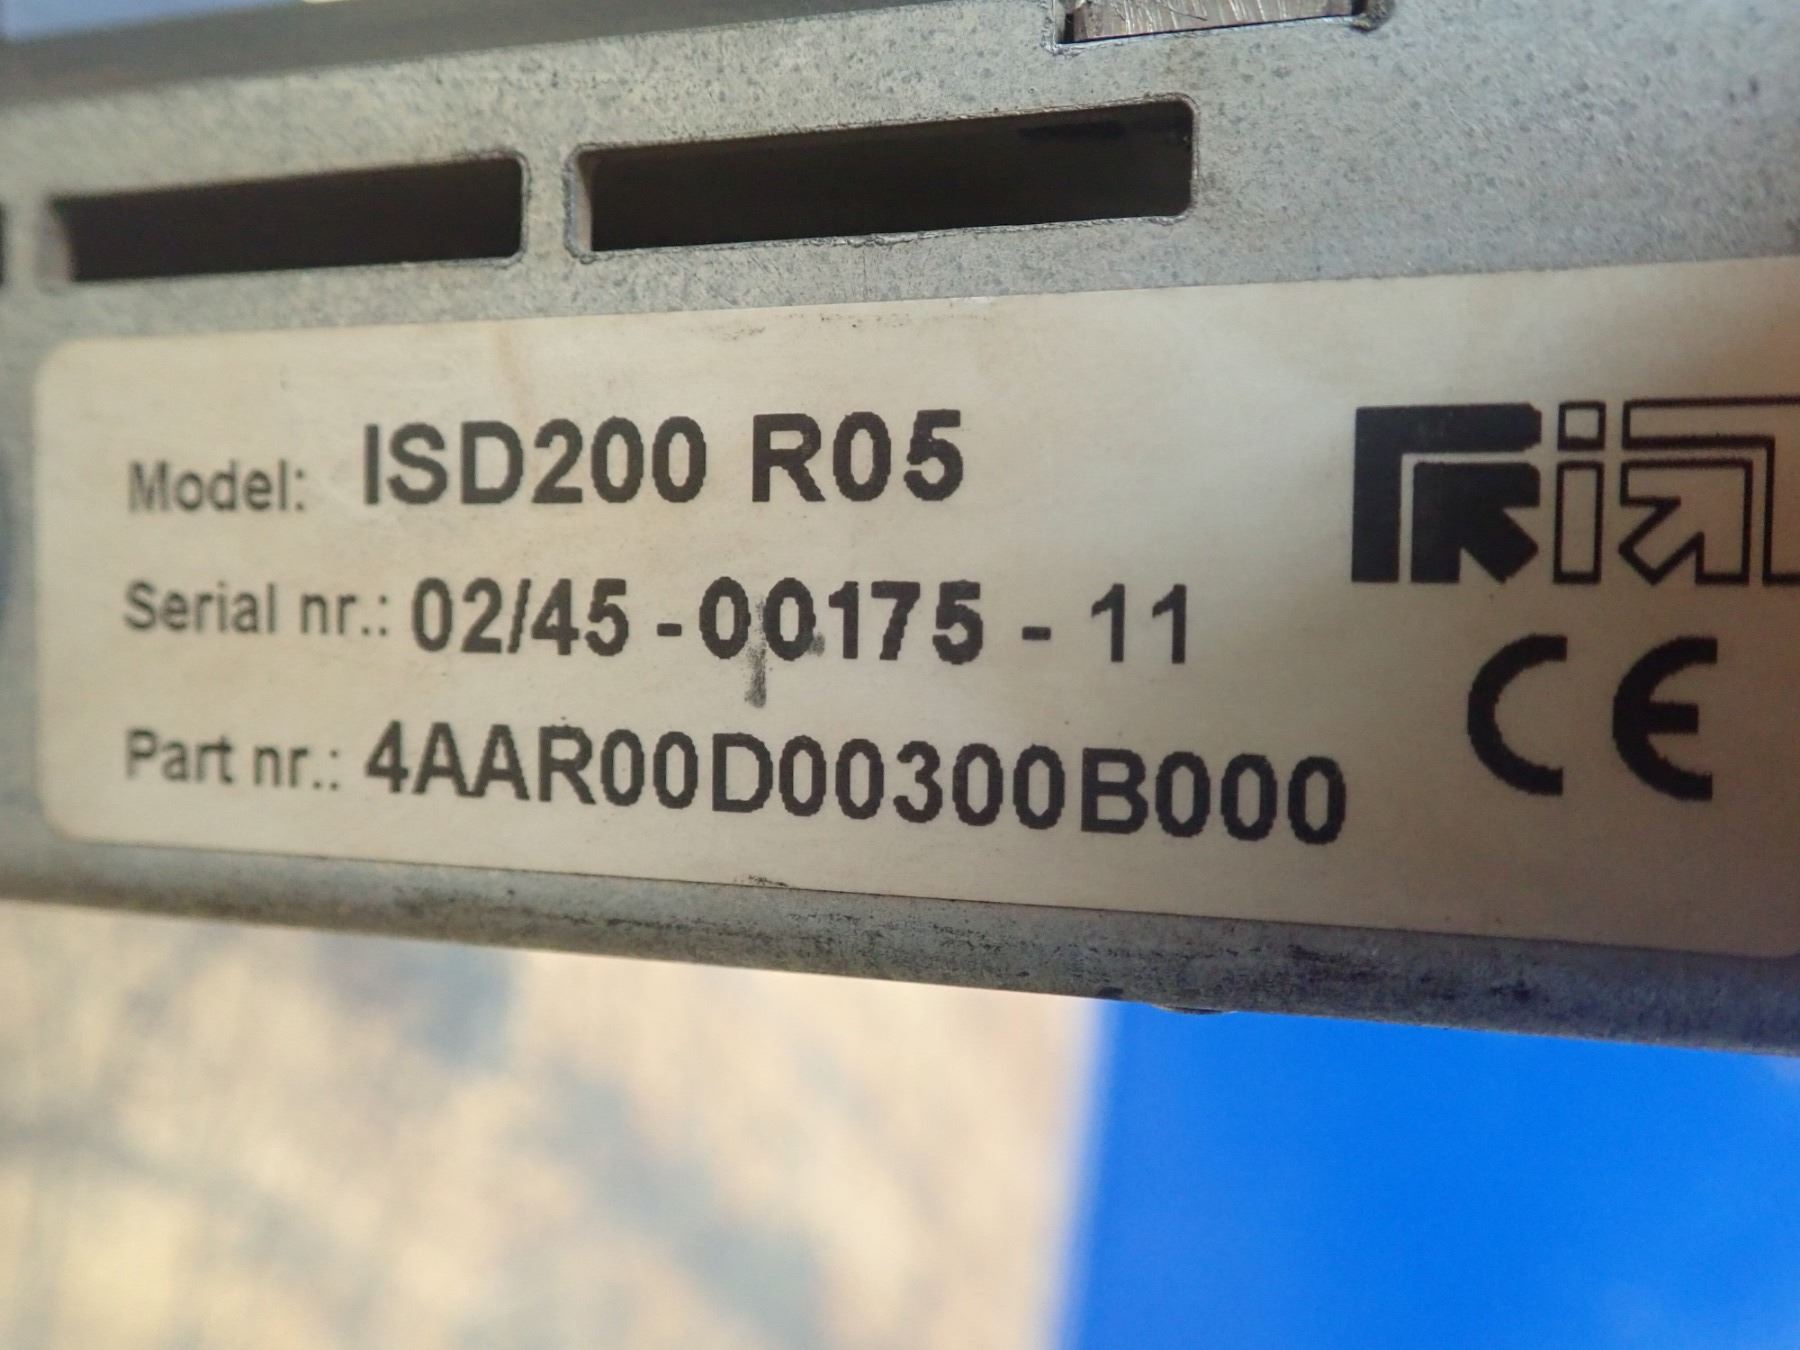 Model: ISD200 R05
Serial nr.: 02/45 - 00175 - 11
Part nr.: 4AAR00D00300B000
CE